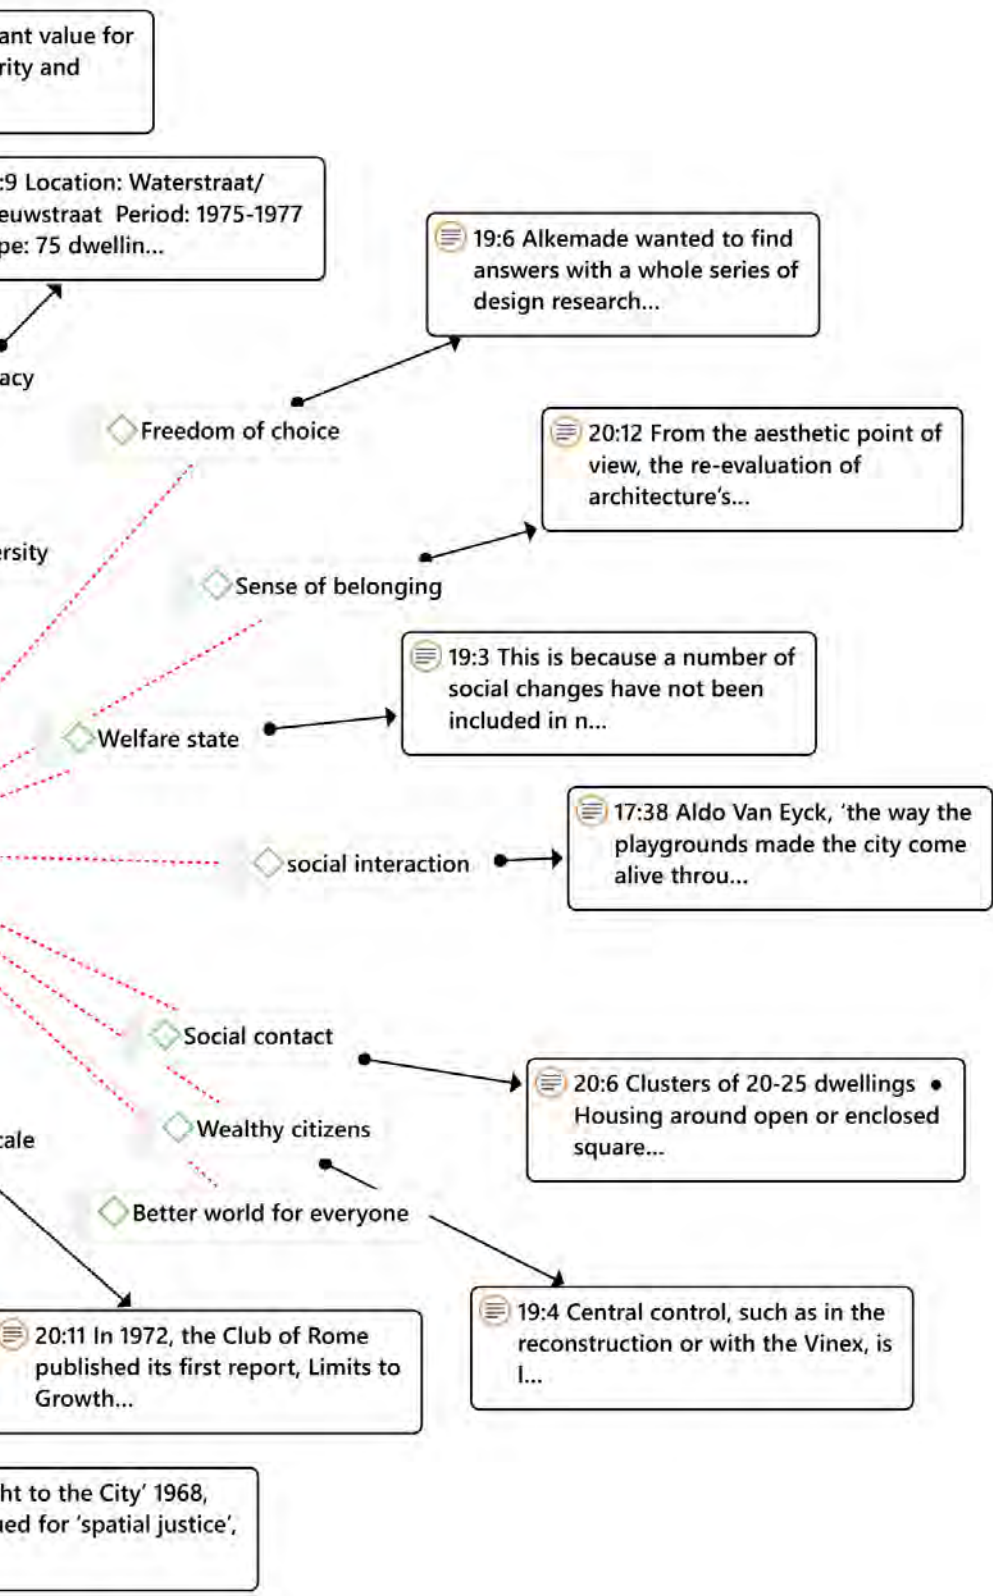 ant value for
rity and
:9 Location: Waterstraat/
euwstraat Period: 1975-1977
pe: 75 dwellin...
19:6 Alkemade wanted to find
answers with a whole series of
design research...
acy
Freedom of choice
20:12 From the aesthetic point of
view, the re-evaluation of
architecture's...
ersity
Sense of belonging
19:3 This is because a number of
social changes have not been
included in n...
Welfare state
17:38 Aldo Van Eyck, 'the way the
playgrounds made the city come
alive throu...
social interaction
Social contact
20:6 Clusters of 20-25 dwellings •
Housing around open or enclosed
square...
Wealthy citizens
cale
Better world for everyone
19:4 Central control, such as in the
reconstruction or with the Vinex, is
l...
20:11 In 1972, the Club of Rome
published its first report, Limits to
Growth...
ht to the City' 1968,
ued for 'spatial justice',